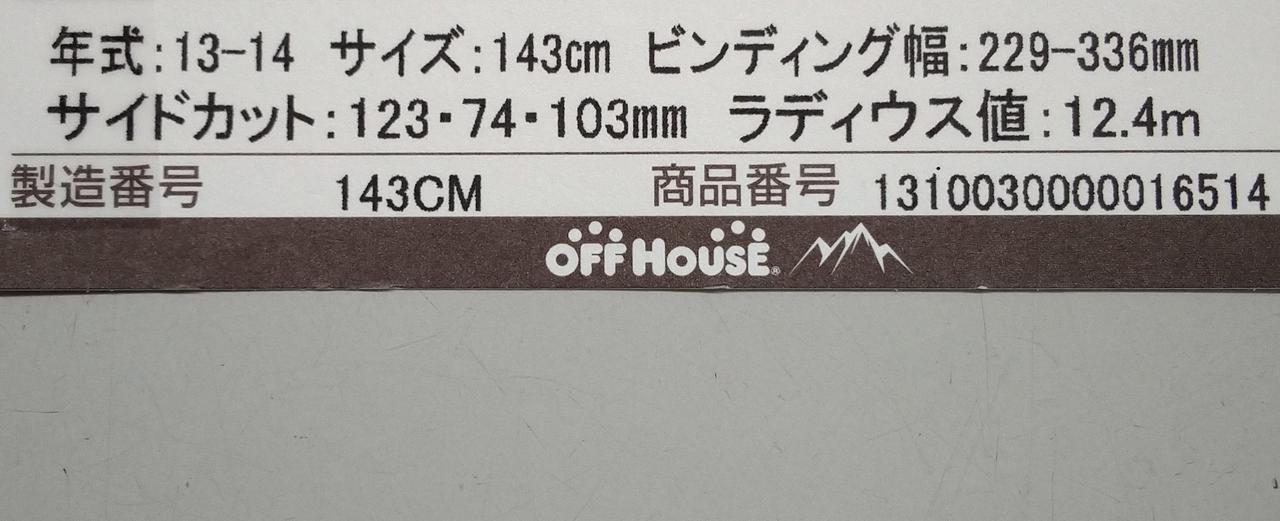 年式:13-14 サイズ:143cm ビンディング幅:229-336mm
サイドカット:123・74・103mm ラディウス値:12.4m
製造番号 143CM 商品番号 1310030000016514
OFF HOUSE®